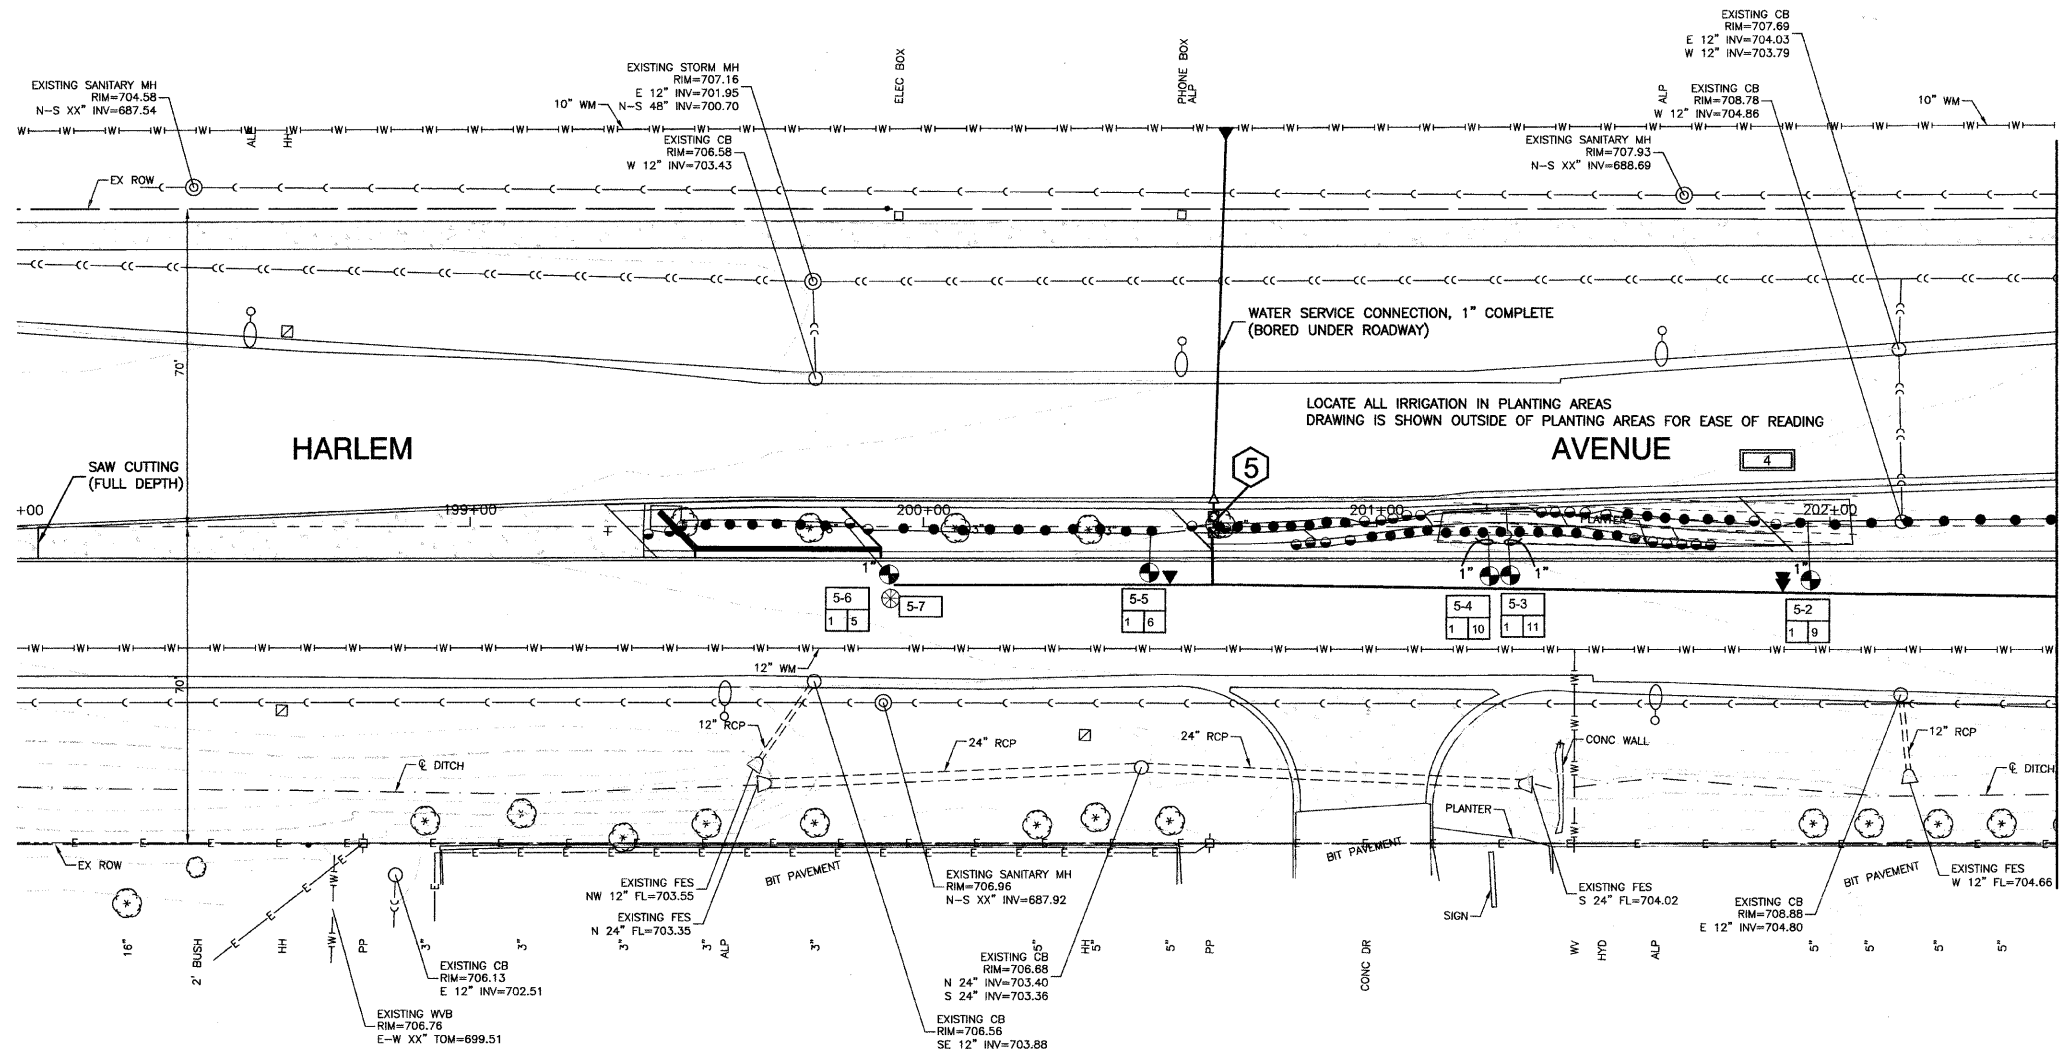 EXISTING CB
RIM=707.69
E 12" INV=704.03
W 12" INV=703.79
EXISTING STORM MH
RIM=707.16
E 12" INV=701.95
N-S 48" INV=700.70
ELEC BOX
PHONE BOX
ALP
EXISTING SANITARY MH
RIM=704.58
N-S XX" INV=687.54
10" WM
ALP
EXISTING CB
RIM=708.78
W 12" INV=704.86
10" WM
HH
EXISTING CB
RIM=706.58
W 12" INV=703.43
EXISTING SANITARY MH
RIM=707.93
N-S XX" INV=688.69
EX ROW
WATER SERVICE CONNECTION, 1" COMPLETE
(BORED UNDER ROADWAY)
70'
LOCATE ALL IRRIGATION IN PLANTING AREAS
DRAWING IS SHOWN OUTSIDE OF PLANTING AREAS FOR EASE OF READING
HARLEM
AVENUE
SAW CUTTING
(FULL DEPTH)
5
4
+00
199+00
200+00
201+00
202+00
PLANTER
3"
3"
1"
1"
1"
1"
5-6
1 5
5-7
5-5
1 6
5-4
1 10
5-3
1 11
5-2
1 9
12" WM
70'
12" RCP
24" RCP
24" RCP
CONC WALL
12" RCP
℄ DITCH
℄ DITCH
PLANTER
EX ROW
BIT PAVEMENT
BIT PAVEMENT
BIT PAVEMENT
EXISTING FES
NW 12" FL=703.55
EXISTING FES
N 24" FL=703.35
EXISTING SANITARY MH
RIM=706.96
N-S XX" INV=687.92
EXISTING FES
S 24" FL=704.02
EXISTING FES
W 12" FL=704.66
EXISTING CB
RIM=708.88
E 12" INV=704.80
SIGN
16"
2' BUSH
HH
PP
3"
3"
3"
3"
ALP
3"
5"
HH
5"
5"
PP
CONC DR
WV
HYD
ALP
5"
5"
5"
5"
EXISTING CB
RIM=706.13
E 12" INV=702.51
EXISTING CB
RIM=706.68
N 24" INV=703.40
S 24" INV=703.36
EXISTING WVB
RIM=706.76
E-W XX" TOM=699.51
EXISTING CB
RIM=706.56
SE 12" INV=703.88